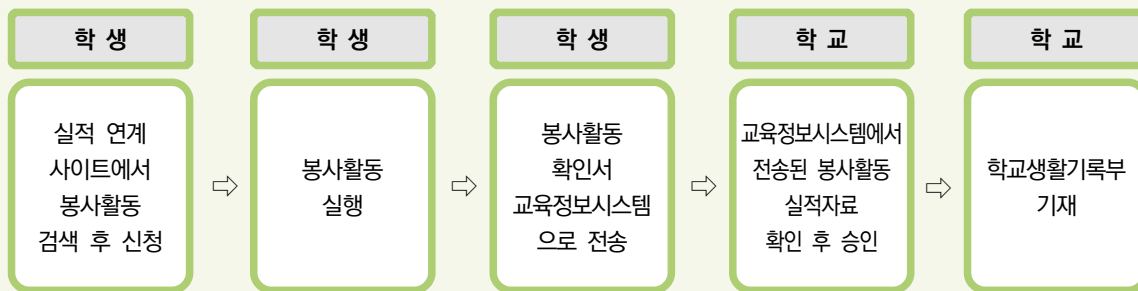 학 생
학 생
학 생
학 교
학 교
실적 연계
사이트에서
봉사활동
검색 후 신청
⇨
봉사활동
실행
⇨
봉사활동
확인서
교육정보시스템
으로 전송
⇨
교육정보시스템에서
전송된 봉사활동
실적자료
확인 후 승인
⇨
학교생활기록부
기재